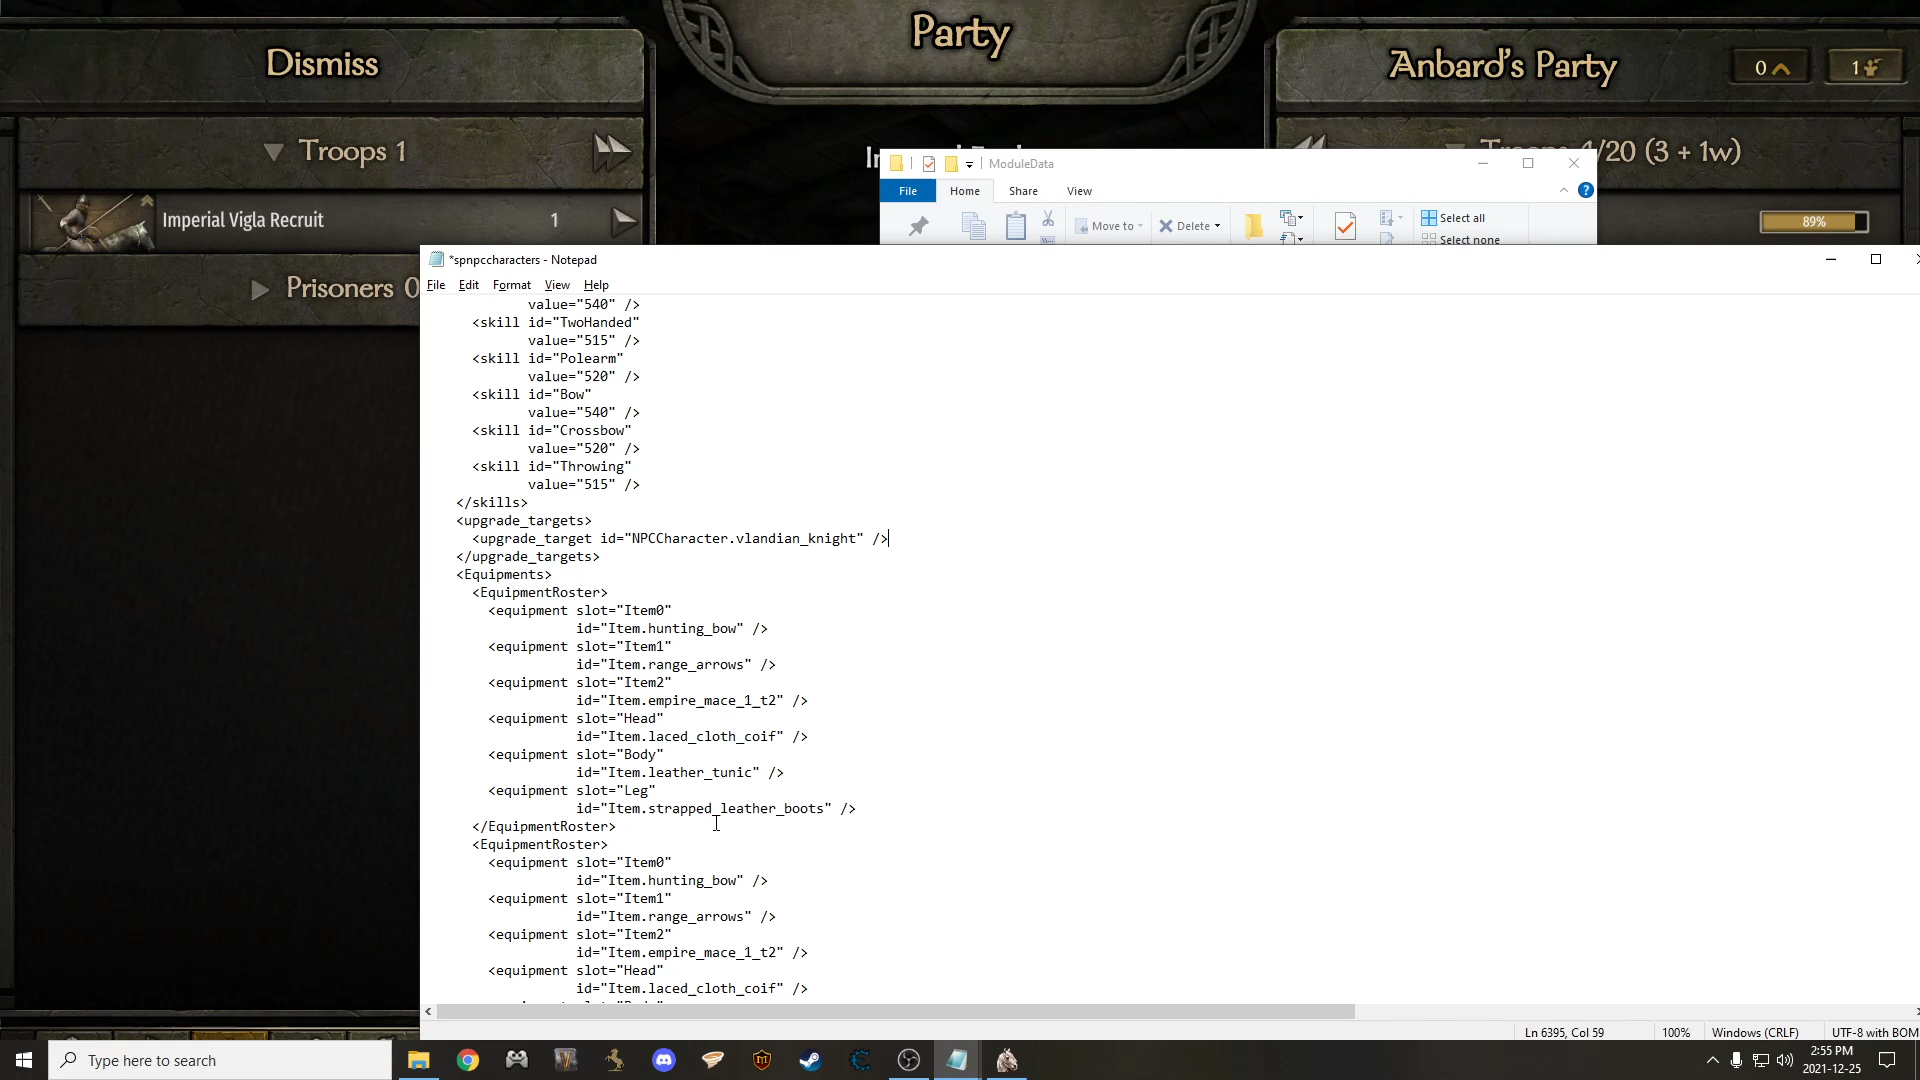 Dismiss
Party
Anbard's Party
0
1
Troops 1
Troops 4/20 (3 + 1w)
Imperial Vigla Recruit
1
89%
Prisoners 0
ModuleData
File
Home
Share
View
Move to
Delete
Select all
Select none
*spnpccharacters - Notepad
File Edit Format View Help
value="540" />
<skill id="TwoHanded"
value="515" />
<skill id="Polearm"
value="520" />
<skill id="Bow"
value="540" />
<skill id="Crossbow"
value="520" />
<skill id="Throwing"
value="515" />
</skills>
<upgrade_targets>
<upgrade_target id="NPCCharacter.vlandian_knight" />
</upgrade_targets>
<Equipments>
<EquipmentRoster>
<equipment slot="Item0"
id="Item.hunting_bow" />
<equipment slot="Item1"
id="Item.range_arrows" />
<equipment slot="Item2"
id="Item.empire_mace_1_t2" />
<equipment slot="Head"
id="Item.laced_cloth_coif" />
<equipment slot="Body"
id="Item.leather_tunic" />
<equipment slot="Leg"
id="Item.strapped_leather_boots" />
</EquipmentRoster>
<EquipmentRoster>
<equipment slot="Item0"
id="Item.hunting_bow" />
<equipment slot="Item1"
id="Item.range_arrows" />
<equipment slot="Item2"
id="Item.empire_mace_1_t2" />
<equipment slot="Head"
id="Item.laced_cloth_coif" />
Ln 6395, Col 59
100%
Windows (CRLF)
UTF-8 with BOM
Type here to search
2:55 PM
2021-12-25